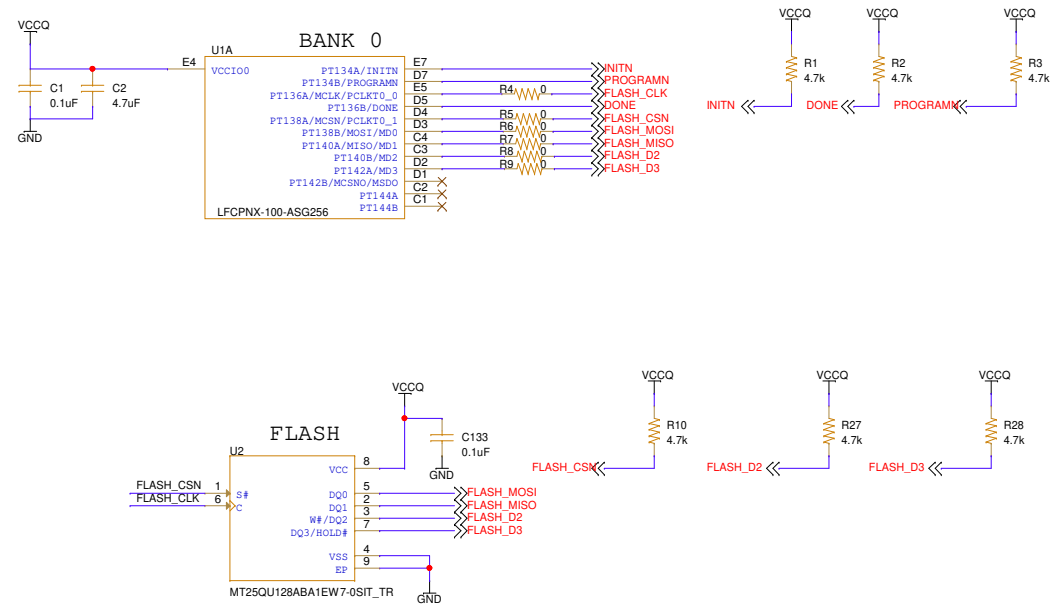 VCCQ
VCCQ
VCCQ
VCCQ
BANK 0
U1A
E4
VCCIO0
C1
0.1uF
C2
4.7uF
GND
PT134A/INITN
E7
INITN
PT134B/PROGRAMN
D7
PROGRAMN
PT136A/MCLK/PCLKT0_0
E5
R4
0
FLASH_CLK
PT136B/DONE
D5
DONE
PT138A/MCSN/PCLKT0_1
D4
R5
0
FLASH_CSN
PT138B/MOSI/MD0
D3
R6
0
FLASH_MOSI
PT140A/MISO/MD1
C4
R7
0
FLASH_MISO
PT140B/MD2
C3
R8
0
FLASH_D2
PT142A/MD3
D2
R9
0
FLASH_D3
PT142B/MCSNO/MSDO
D1
PT144A
C2
PT144B
C1
LFCPNX-100-ASG256
R1
4.7k
INITN
R2
4.7k
DONE
R3
4.7k
PROGRAMN
VCCQ
VCCQ
VCCQ
VCCQ
FLASH
U2
C133
0.1uF
GND
VCC
8
FLASH_CSN
1
S#
FLASH_CLK
6
C
DQ0
5
FLASH_MOSI
DQ1
2
FLASH_MISO
W#/DQ2
3
FLASH_D2
DQ3/HOLD#
7
FLASH_D3
VSS
4
EP
9
GND
MT25QU128ABA1EW7-0SIT_TR
R10
4.7k
FLASH_CSN
R27
4.7k
FLASH_D2
R28
4.7k
FLASH_D3